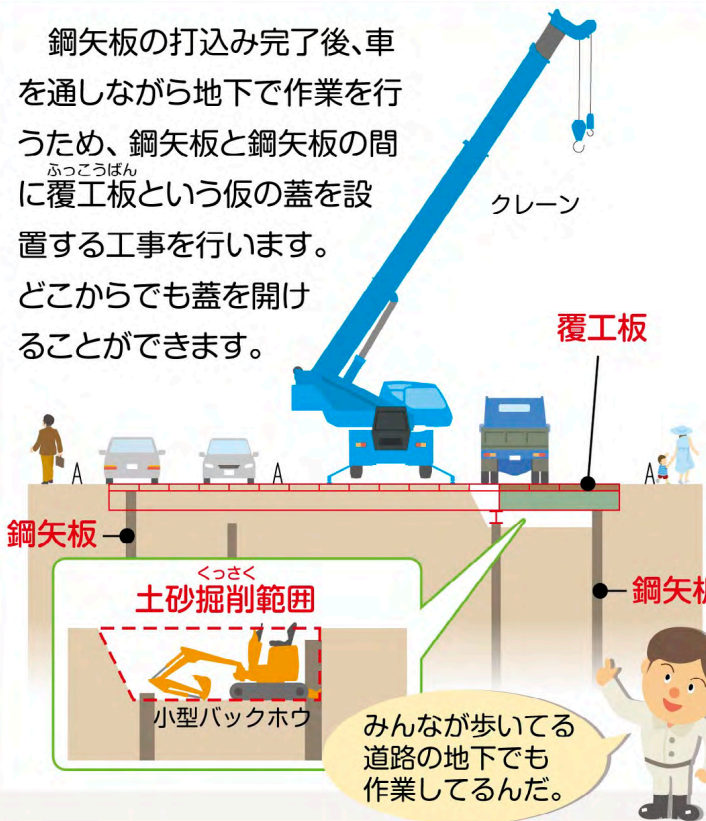 鋼矢板の打込み完了後、車
を通しながら地下で作業を行
うため、鋼矢板と鋼矢板の間
ふっこうばん
に覆工板という仮の蓋を設
置する工事を行います。
どこからでも蓋を開け
ることができます。
クレーン
覆工板
鋼矢板
鋼矢板
くっさく
土砂掘削範囲
小型バックホウ
みんなが歩いてる
道路の地下でも
作業してるんだ。